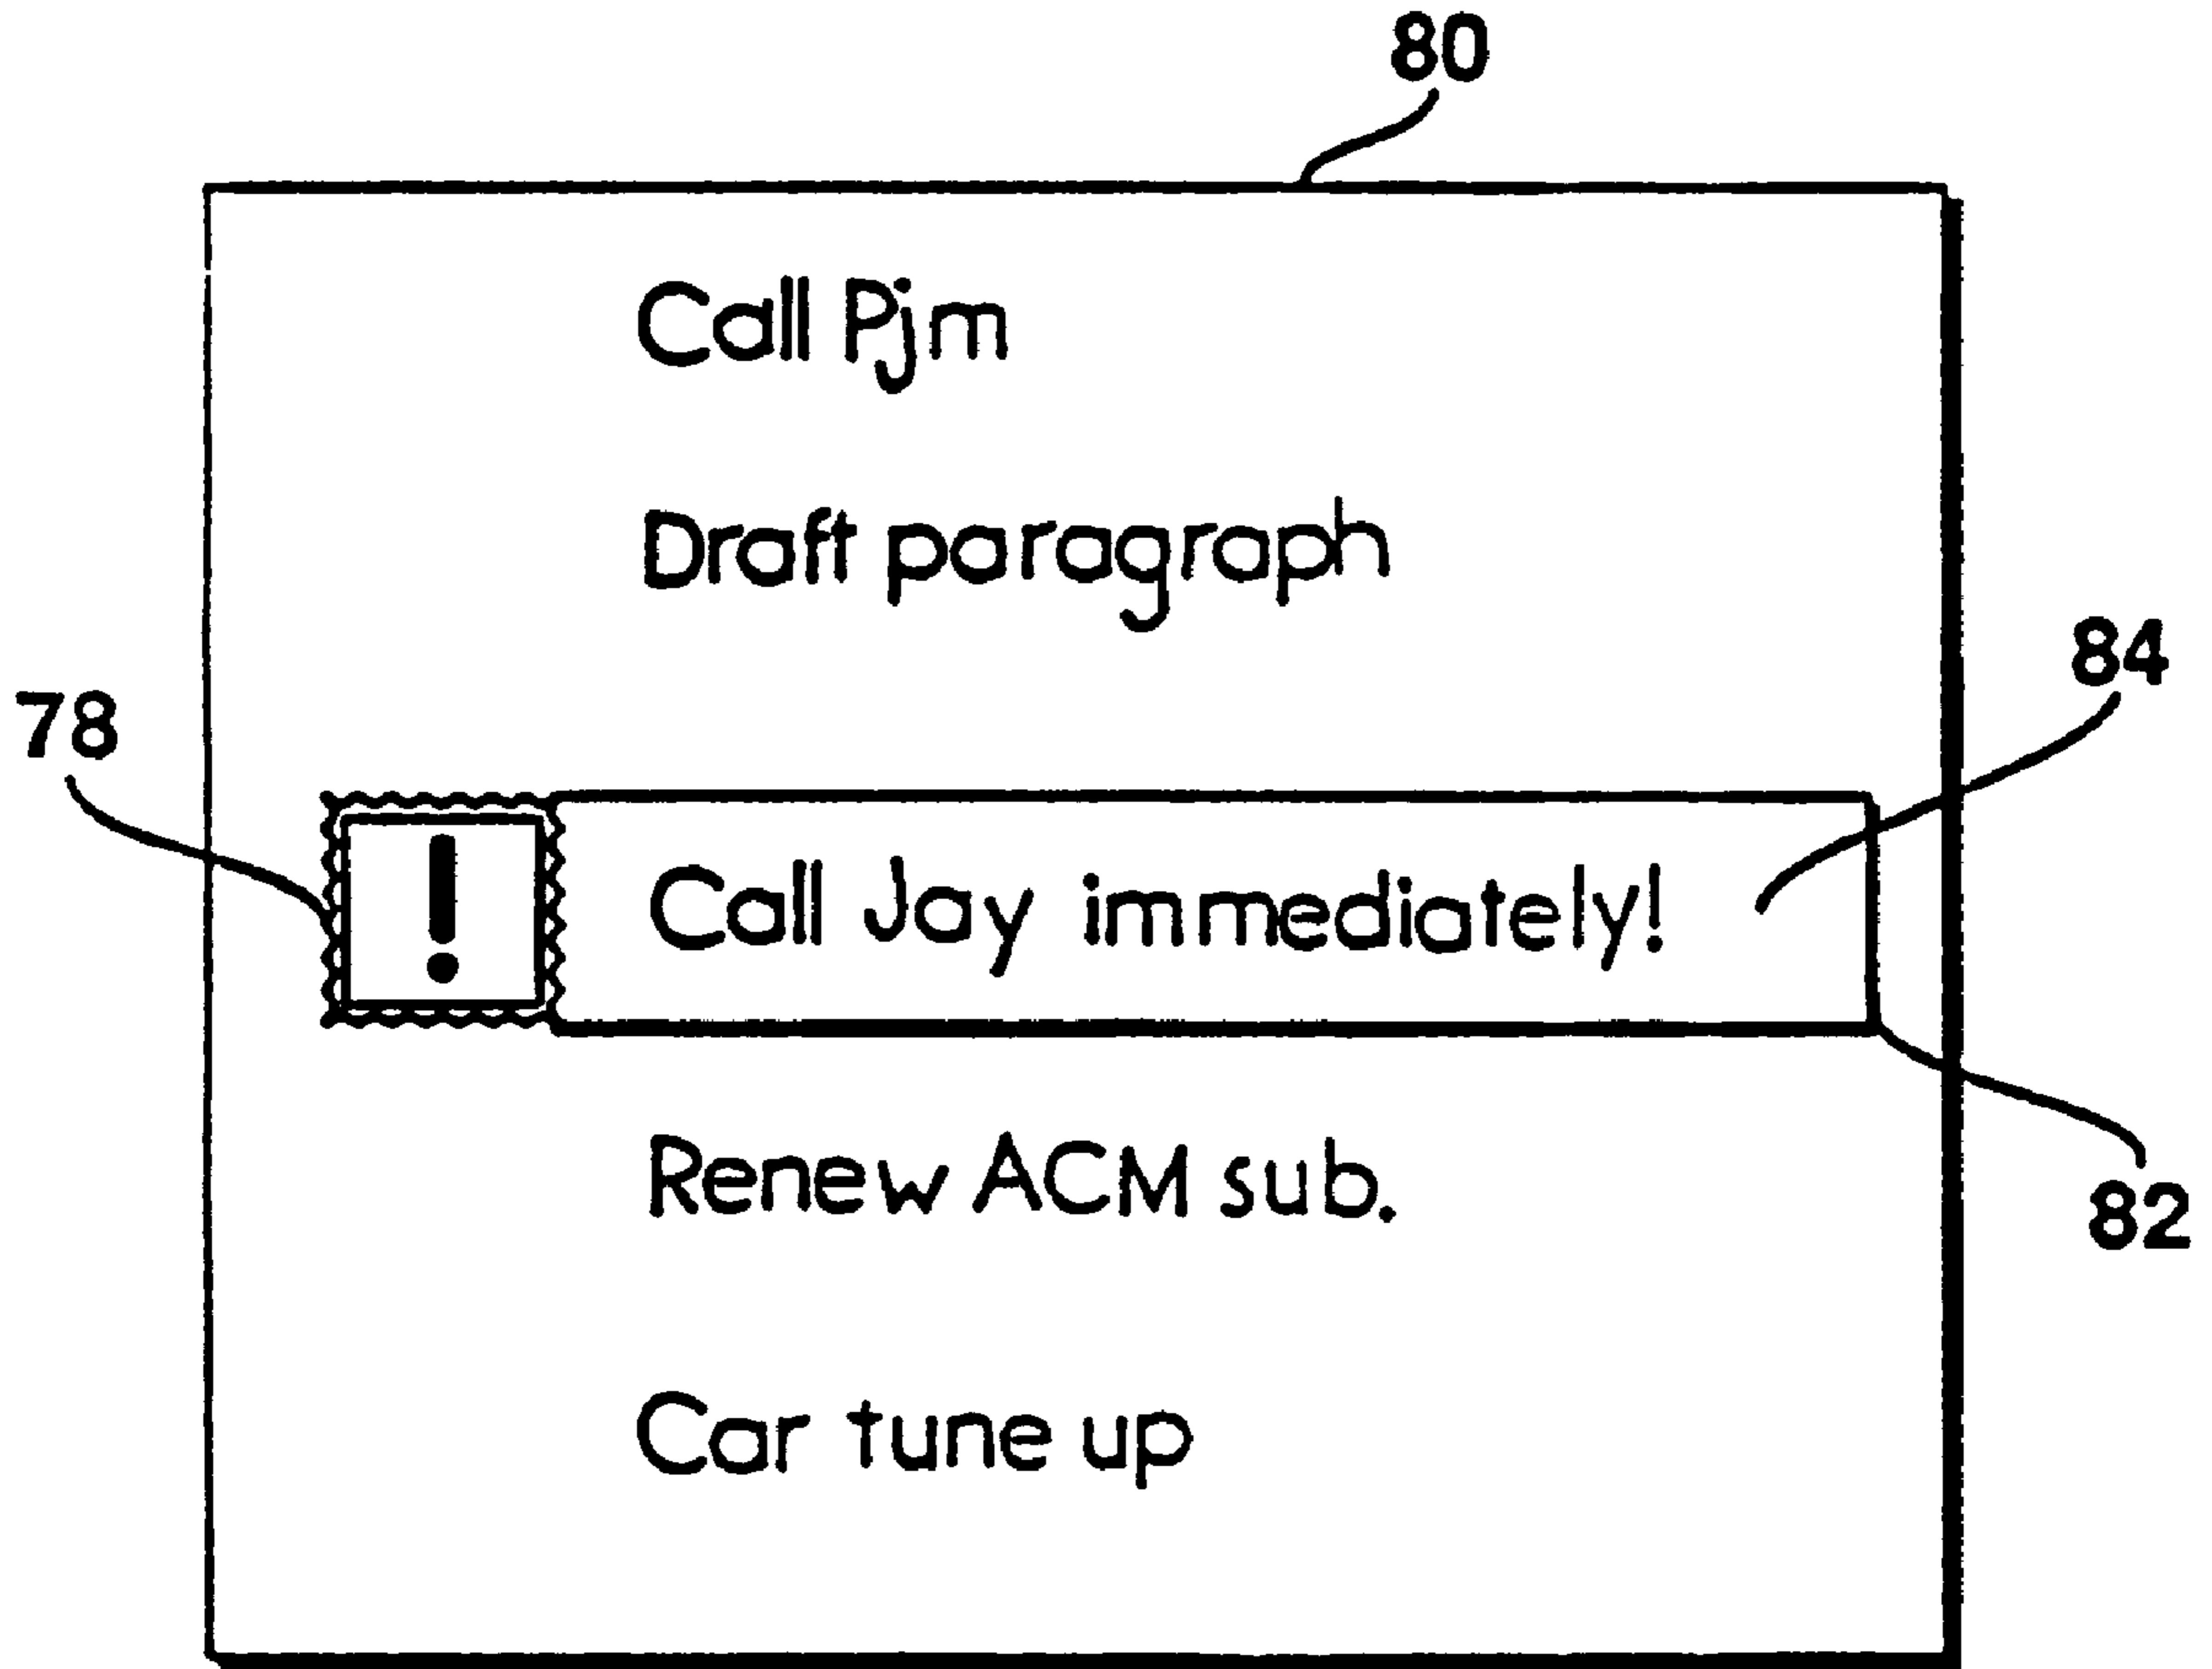 80
Call Pjm
Draft paragraph
84
78
! Call Jay immediately!
Renew ACM sub.
82
Car tune up